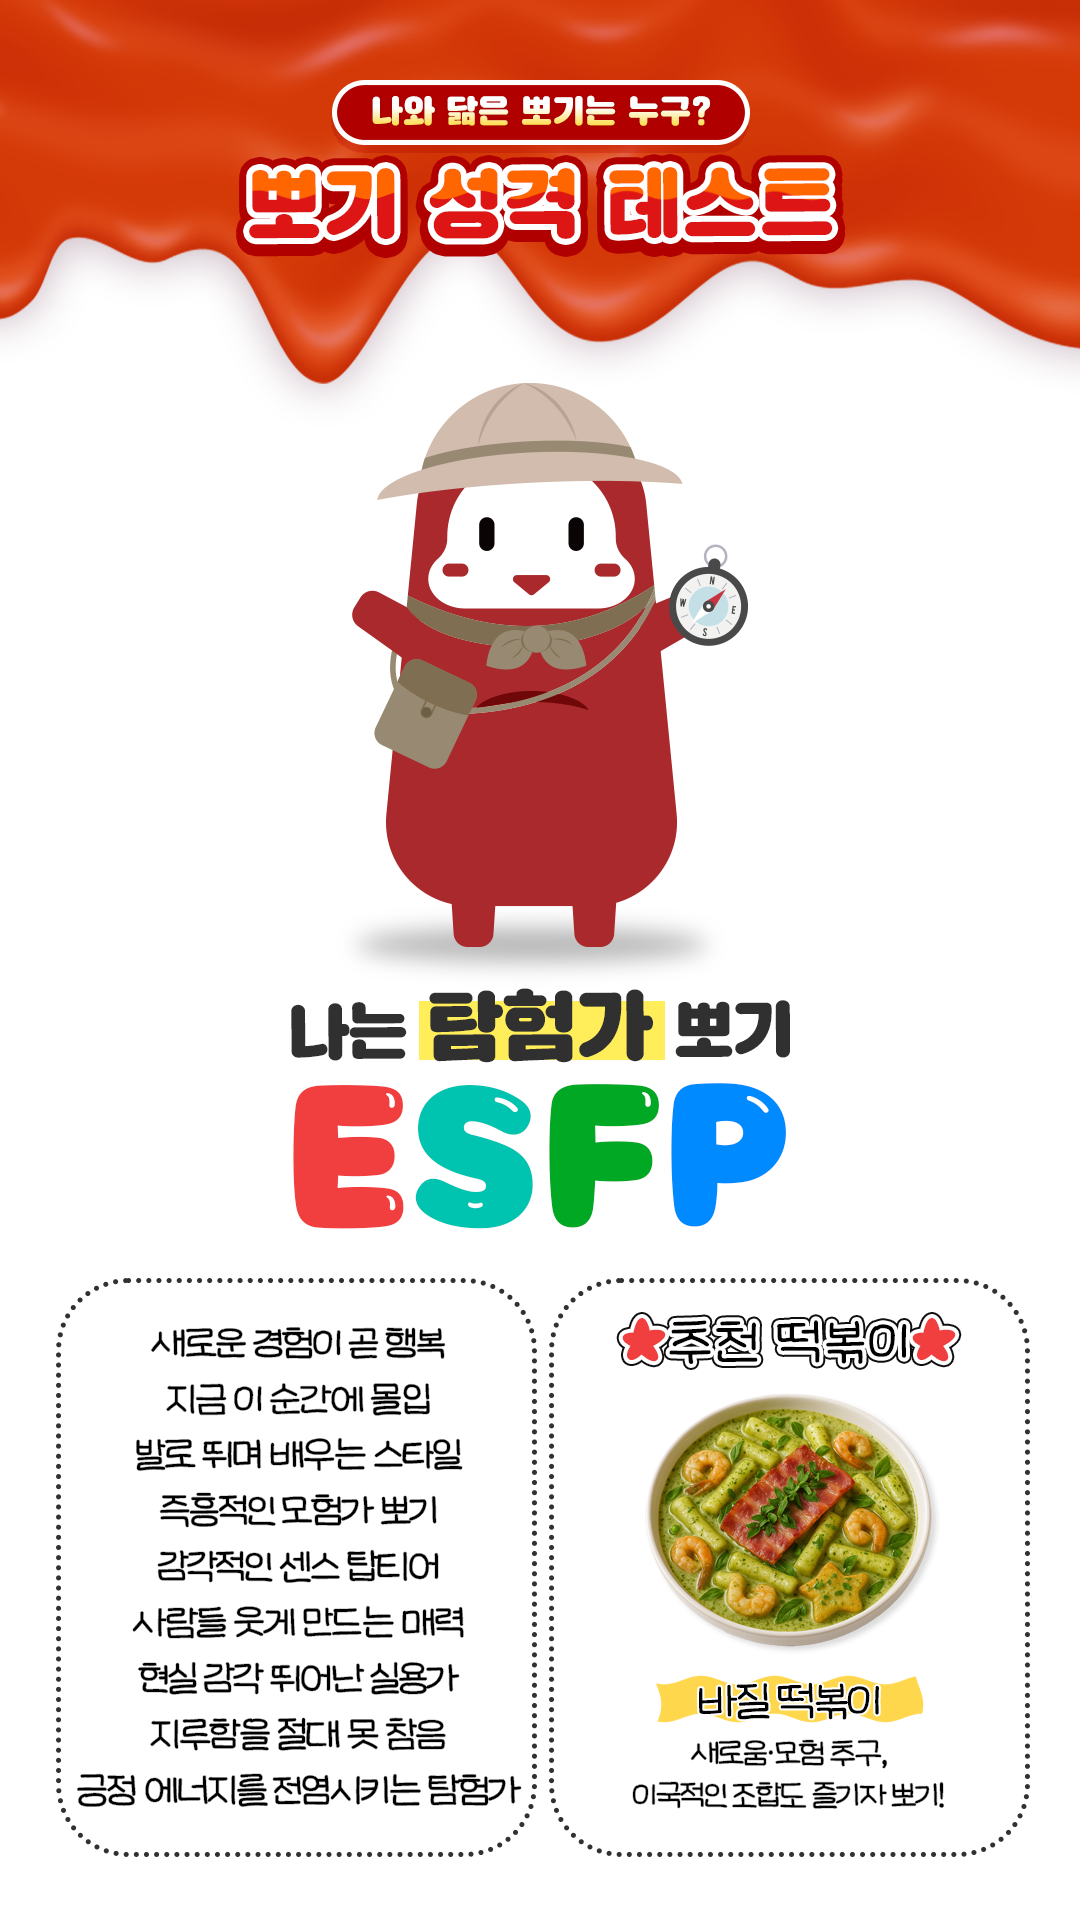 나와 닮은 뽀기는 누구?
뽀기 성격 테스트
N
W
E
S
나는 탐험가 뽀기
ESFP
새로운 경험이 곧 행복
지금 이 순간에 몰입
발로 뛰며 배우는 스타일
즉흥적인 모험가 뽀기
감각적인 센스 탑티어
사람들 웃게 만드는 매력
현실 감각 뛰어난 실용가
지루함을 절대 못 참음
긍정 에너지를 전염시키는 탐험가
추천 떡볶이
바질 떡볶이
새로움·모험 추구,
이국적인 조합도 즐기자 뽀기!